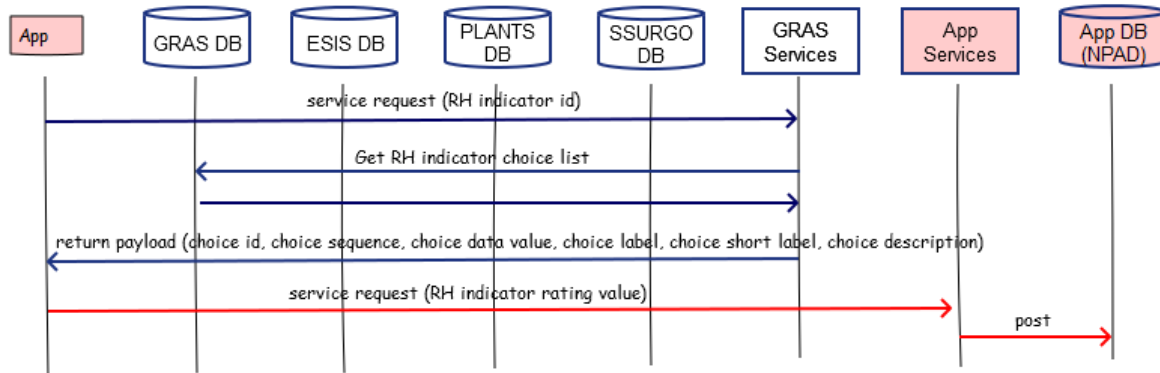 App
GRAS DB
ESIS DB
PLANTS
DB
SSURGO
DB
GRAS
Services
App
Services
App DB
(NPAD)
service request (RH indicator id)
Get RH indicator choice list
return payload (choice id, choice sequence, choice data value, choice label, choice short label, choice description)
service request (RH indicator rating value)
post